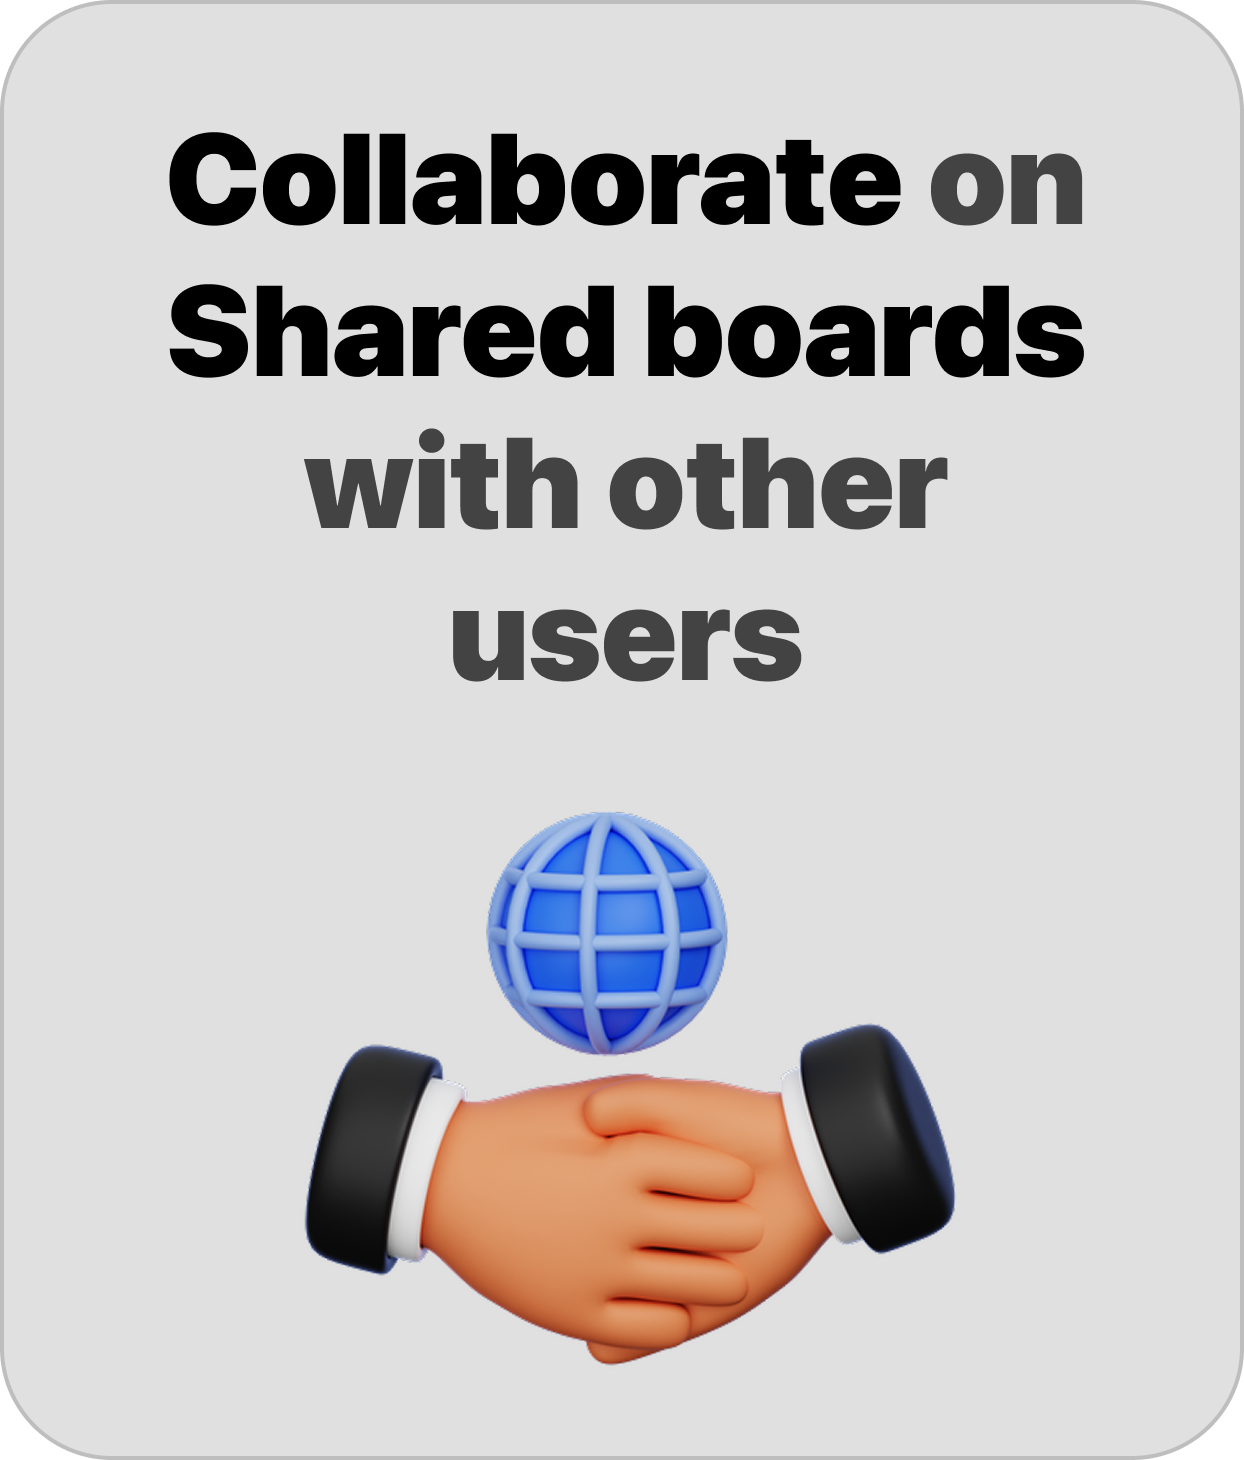 Collaborate on
Shared boards
with other
users